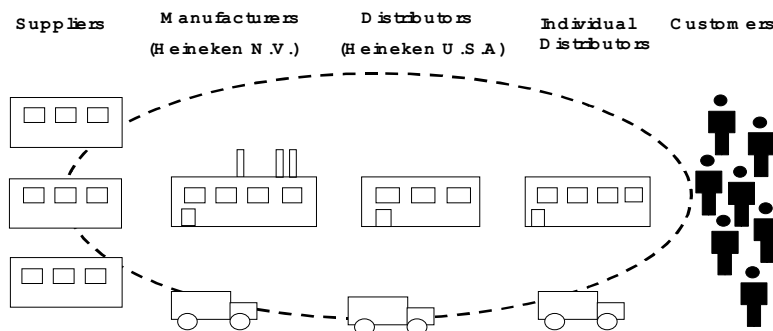 Suppliers
Manufacturers
(Heineken N.V.)
Distributors
(Heineken U.S.A)
Individual
Distributors
Customers